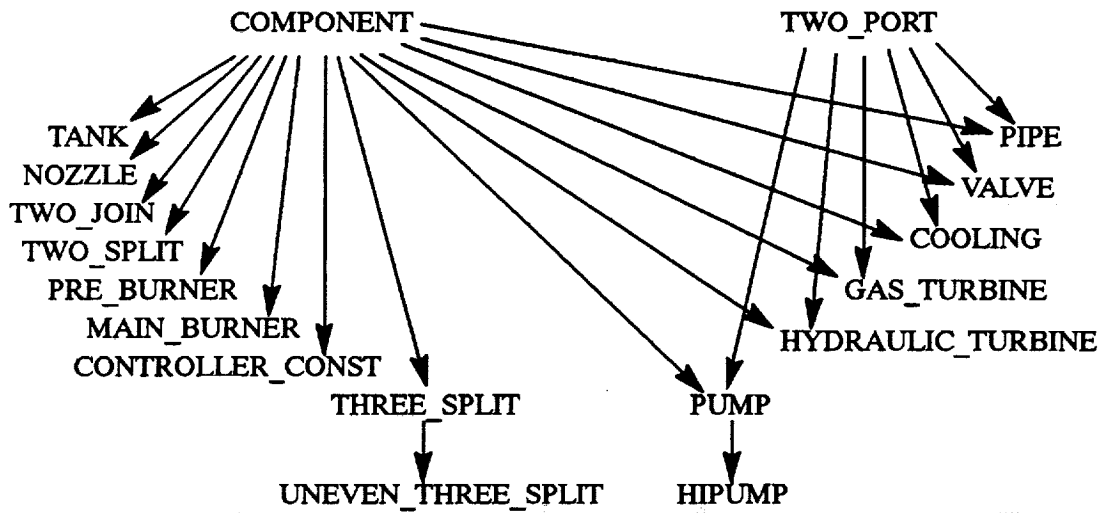 COMPONENT
TWO_PORT
TANK
PIPE
NOZZLE
VALVE
TWO_JOIN
TWO_SPLIT
COOLING
PRE_BURNER
GAS_TURBINE
MAIN_BURNER
HYDRAULIC_TURBINE
CONTROLLER_CONST
THREE_SPLIT
PUMP
UNEVEN_THREE_SPLIT
HIPUMP